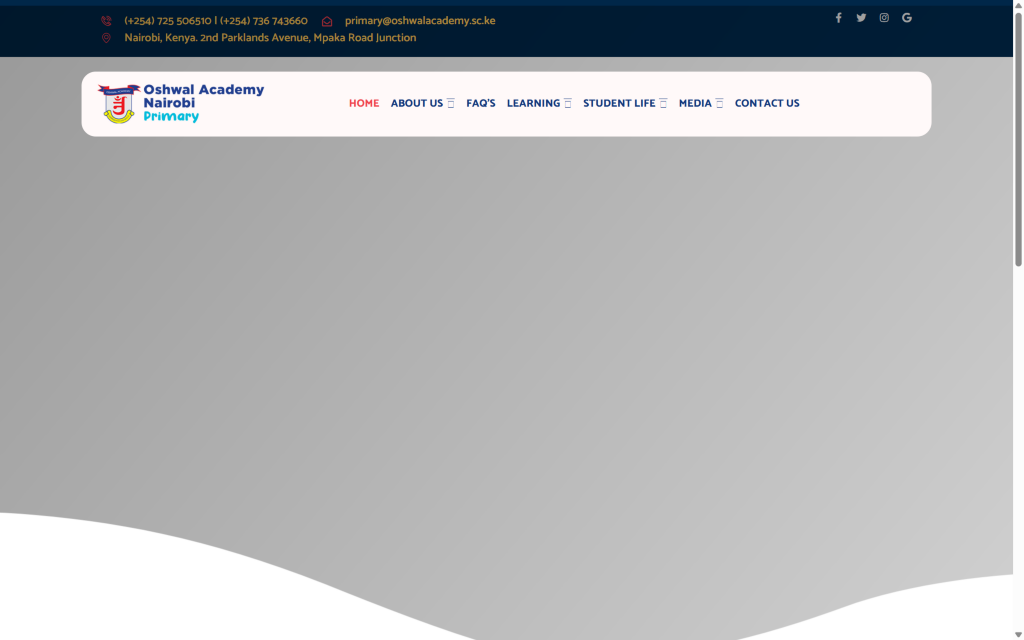 (+254) 725 506510 | (+254) 736 743660
primary@oshwalacademy.sc.ke
Nairobi, Kenya. 2nd Parklands Avenue, Mpaka Road Junction
Oshwal Academy
Nairobi
Primary
HOME
ABOUT US
FAQ'S
LEARNING
STUDENT LIFE
MEDIA
CONTACT US